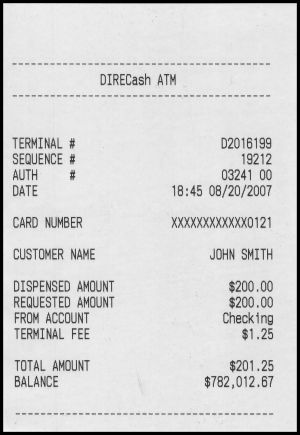 DIRECash ATM
TERMINAL # D2016199
SEQUENCE # 19212
AUTH # 03241 00
DATE 18:45 08/20/2007
CARD NUMBER XXXXXXXXXXXX0121
CUSTOMER NAME JOHN SMITH
DISPENSED AMOUNT $200.00
REQUESTED AMOUNT $200.00
FROM ACCOUNT Checking
TERMINAL FEE $1.25
TOTAL AMOUNT $201.25
BALANCE $782,012.67